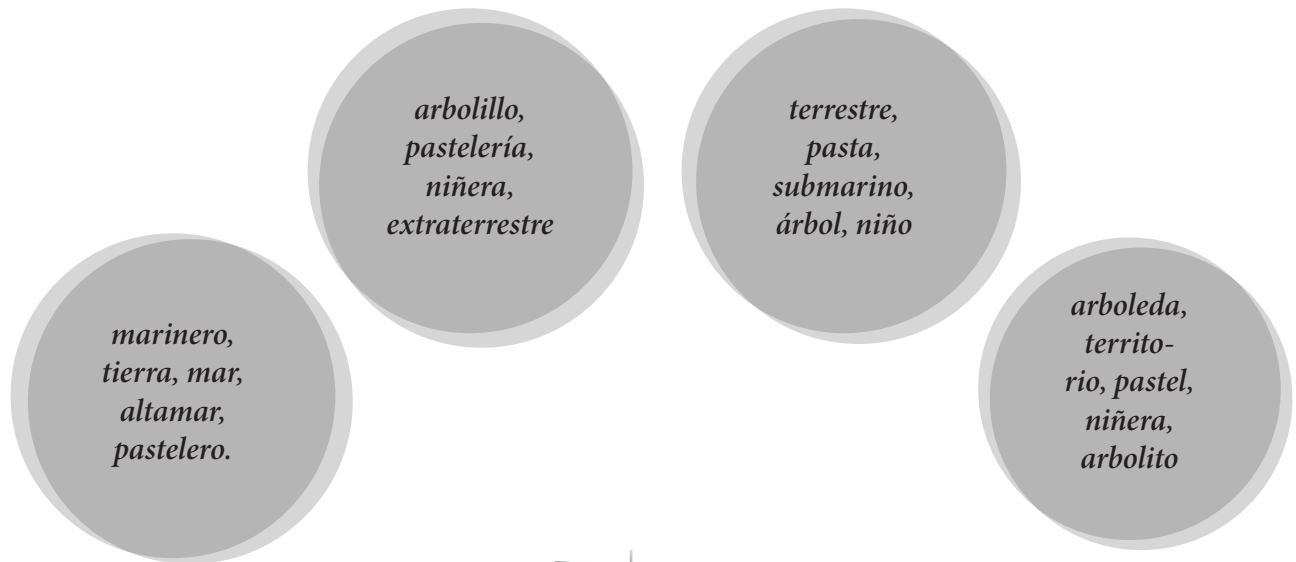 arbolillo,
pastelería,
niñera,
extraterrestre
terrestre,
pasta,
submarino,
árbol, niño
marinero,
tierra, mar,
altamar,
pastelero.
arboleda,
territo-
rio, pastel,
niñera,
arbolito